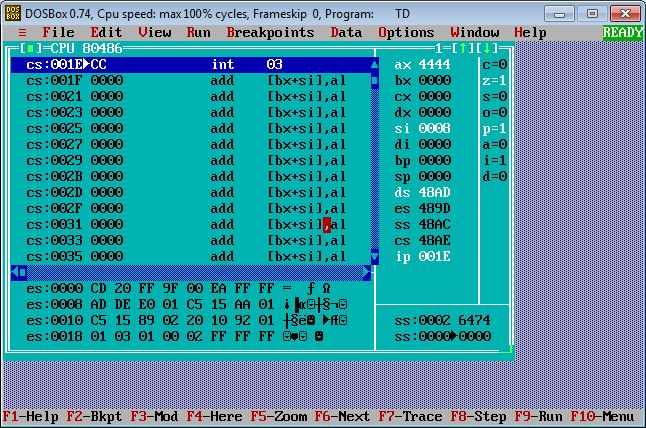 DOSBox 0.74, Cpu speed: max 100% cycles, Frameskip 0, Program: TD
≡ File Edit View Run Breakpoints Data Options Window Help READY
[■]=CPU 80486 1=[↑][↓]
cs:001E▶CC int 03 ax 4444 c=0
cs:001F 0000 add [bx+si],al bx 0000 z=1
cs:0021 0000 add [bx+si],al cx 0000 s=0
cs:0023 0000 add [bx+si],al dx 0000 o=0
cs:0025 0000 add [bx+si],al si 0008 p=1
cs:0027 0000 add [bx+si],al di 0000 a=0
cs:0029 0000 add [bx+si],al bp 0000 i=1
cs:002B 0000 add [bx+si],al sp 0000 d=0
cs:002D 0000 add [bx+si],al ds 48AD
cs:002F 0000 add [bx+si],al es 489D
cs:0031 0000 add [bx+si],al ss 48AC
cs:0033 0000 add [bx+si],al cs 48AE
cs:0035 0000 add [bx+si],al ip 001E
es:0000 CD 20 FF 9F 00 EA FF FF = ƒ Ω
es:0008 AD DE E0 01 C5 15 AA 01 ¡▐α☺┼§¬☺
es:0010 C5 15 89 02 20 10 92 01 ┼§ë☻ ►Æ☺ ss:0002 6474
es:0018 01 03 01 00 02 FF FF FF ☺♥☺ ☻ ss:0000▶0000
F1-Help F2-Bkpt F3-Mod F4-Here F5-Zoom F6-Next F7-Trace F8-Step F9-Run F10-Menu